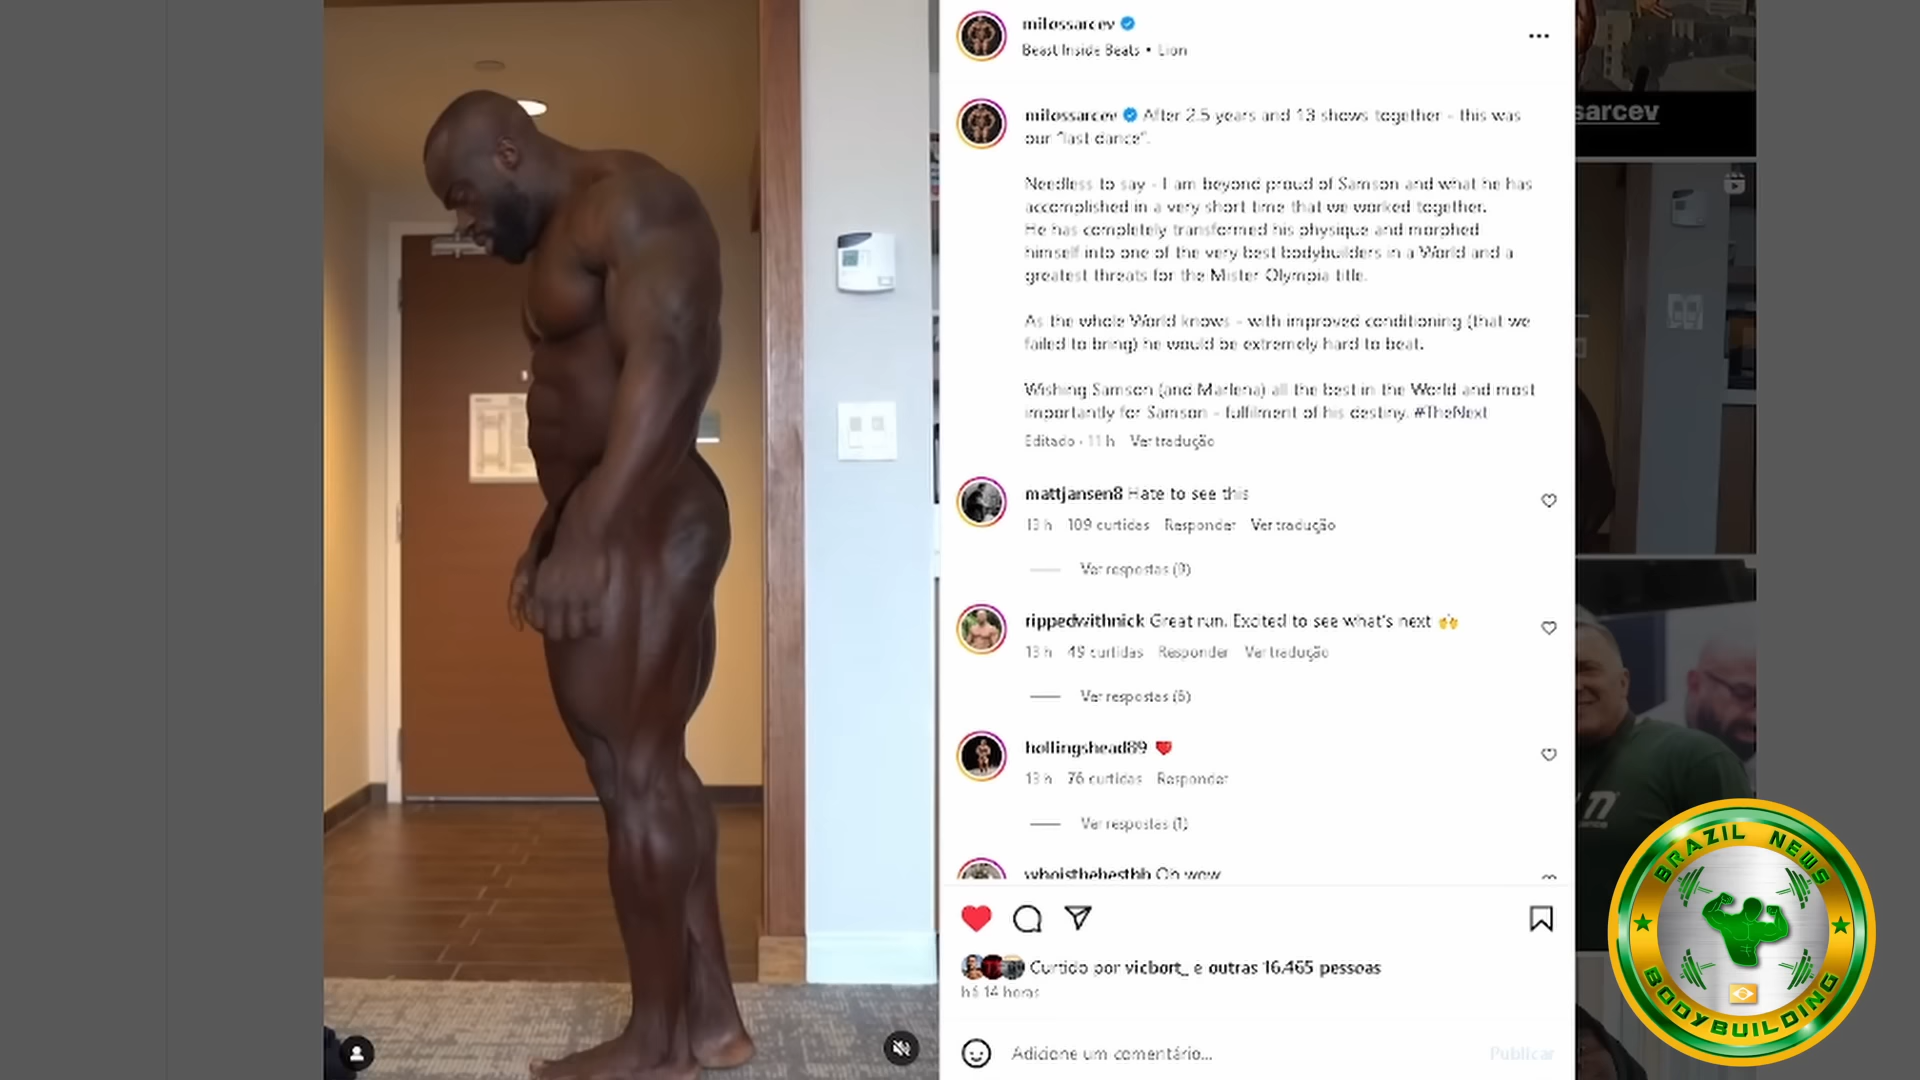 milossarcev
Beast Inside Beats • Lion
milossarcev After 2.5 years and 13 shows together - this was
our "last dance".
Needless to say - I am beyond proud of Samson and what he has
accomplished in a very short time that we worked together.
He has completely transformed his physique and morphed
himself into one of the very best bodybuilders in a World and a
greatest threats for the Mister Olympia title.
As the whole World knows - with improved conditioning (that we
failed to bring) he would be extremely hard to beat.
Wishing Samson (and Marlena) all the best in the World and most
importantly for Samson - fulfilment of his destiny. #TheNext
Editado · 11 h Ver tradução
mattjansen8 Hate to see this
13 h 109 curtidas Responder Ver tradução
Ver respostas (9)
rippedwithnick Great run. Excited to see what's next 🙌
13 h 49 curtidas Responder Ver tradução
Ver respostas (6)
hollingshead89 ❤️
13 h 76 curtidas Responder
Ver respostas (1)
whoisthebesthh Oh wow
Curtido por vicbort_ e outras 16.465 pessoas
há 14 horas
Adicione um comentário...
Publicar
sarcev
BRAZIL NEWS
BODYBUILDING